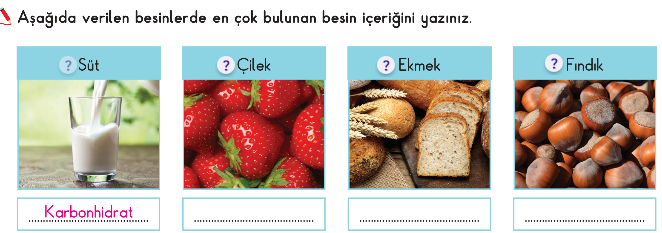 Aşağıda verilen besinlerde en çok bulunan besin içeriğini yazınız.
? Süt
? Çilek
? Ekmek
? Fındık
Karbonhidrat